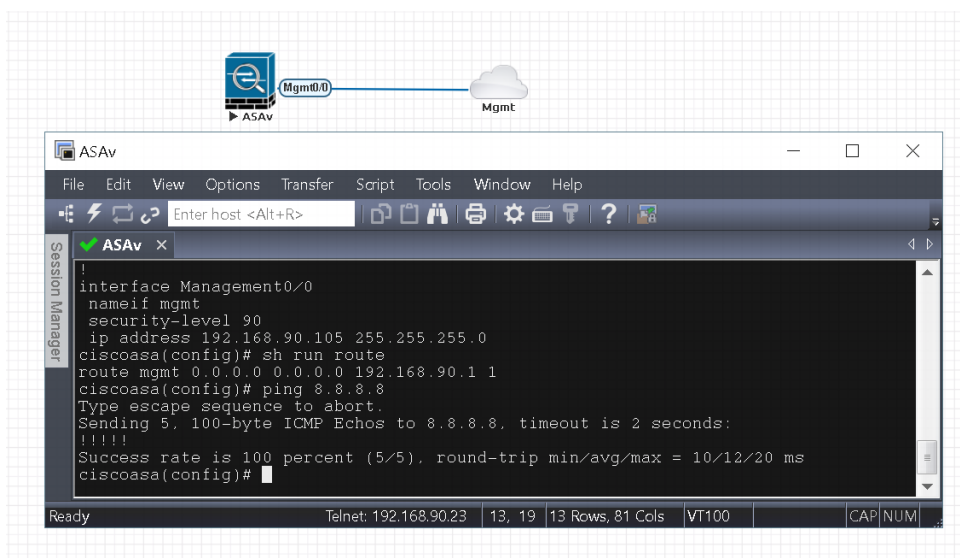 Mgmt0/0
ASAv
Mgmt
ASAv
File Edit View Options Transfer Script Tools Window Help
Enter host <Alt+R>
Session Manager
ASAv
!
interface Management0/0
 nameif mgmt
 security-level 90
 ip address 192.168.90.105 255.255.255.0
ciscoasa(config)# sh run route
route mgmt 0.0.0.0 0.0.0.0 192.168.90.1 1
ciscoasa(config)# ping 8.8.8.8
Type escape sequence to abort.
Sending 5, 100-byte ICMP Echos to 8.8.8.8, timeout is 2 seconds:
!!!!!
Success rate is 100 percent (5/5), round-trip min/avg/max = 10/12/20 ms
ciscoasa(config)#
Ready Telnet: 192.168.90.23 13, 19 13 Rows, 81 Cols VT100 CAP NUM